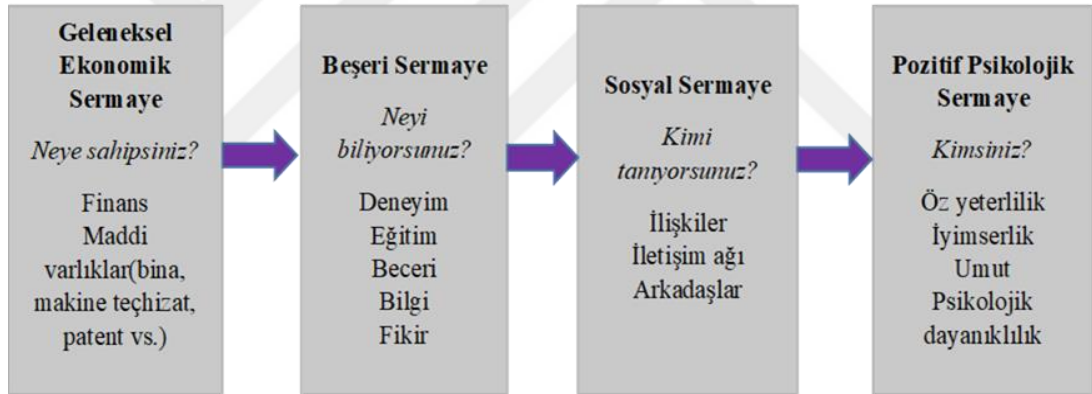 Geleneksel
Ekonomik
Sermaye
Neye sahipsiniz?
Finans
Maddi
varlıklar(bina,
makine teçhizat,
patent vs.)
Beşeri Sermaye
Neyi
biliyorsunuz?
Deneyim
Eğitim
Beceri
Bilgi
Fikir
Sosyal Sermaye
Kimi
tanıyorsunuz?
İlişkiler
İletişim ağı
Arkadaşlar
Pozitif Psikolojik
Sermaye
Kimsiniz?
Öz yeterlilik
İyimserlik
Umut
Psikolojik
dayanıklılık